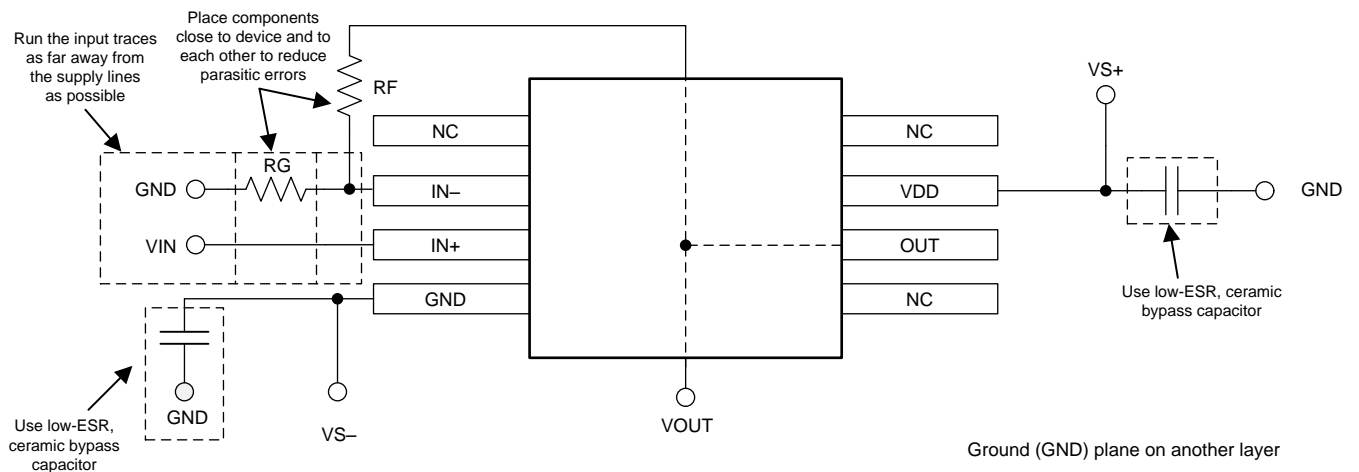 Place components
close to device and to
each other to reduce
parasitic errors
Run the input traces
as far away from
the supply lines
as possible
RF
VS+
NC
NC
RG
GND
IN–
VDD
GND
VIN
IN+
OUT
GND
NC
Use low-ESR, ceramic
bypass capacitor
GND
Use low-ESR,
ceramic bypass
capacitor
VS–
VOUT
Ground (GND) plane on another layer